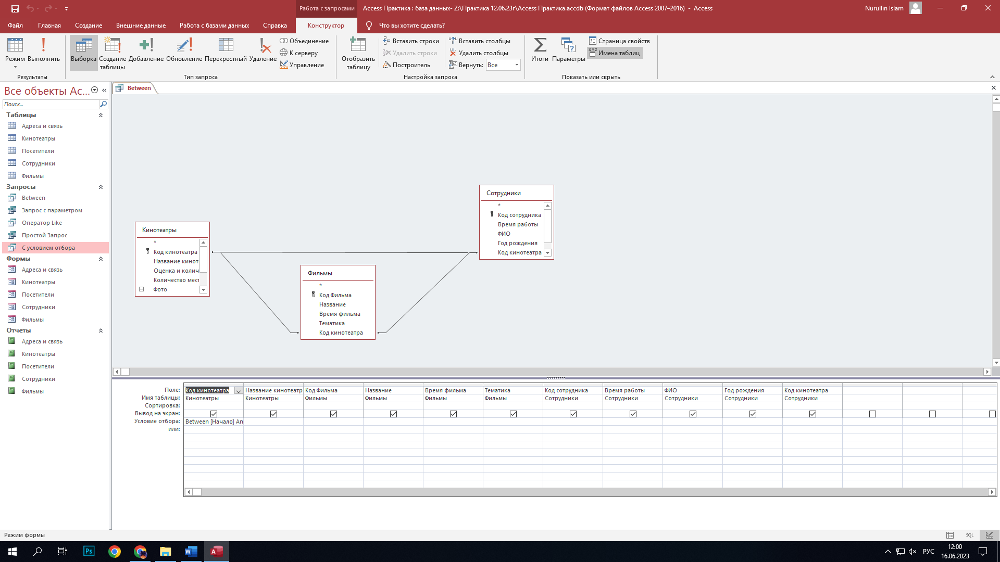 Работа с запросами
Access Практика : база данных- Z:\Практика 12.06.23г\Access Практика.accdb (Формат файлов Access 2007–2016) - Access
Nurullin Islam
Файл Главная Создание Внешние данные Работа с базами данных Справка Конструктор Что вы хотите сделать?
Режим
Выполнить
Результаты
Выборка
Создание таблицы
Добавление
Обновление
Перекрестный
Удаление
Объединение
К серверу
Управление
Тип запроса
Отобразить таблицу
Вставить строки
Удалить строки
Построитель
Вставить столбцы
Удалить столбцы
Вернуть: Все
Настройка запроса
Итоги
Параметры
Страница свойств
XYZ Имена таблиц
Показать или скрыть
Все объекты Ac...
Поиск...
Таблицы
Адреса и связь
Кинотеатры
Посетители
Сотрудники
Фильмы
Запросы
Between
Запрос с параметром
Оператор Like
Простой Запрос
С условием отбора
Формы
Адреса и связь
Кинотеатры
Посетители
Сотрудники
Фильмы
Отчеты
Адреса и связь
Кинотеатры
Посетители
Сотрудники
Фильмы
Between
Кинотеатры
*
Код кинотеатра
Название кинот
Оценка и колич
Количество мест
Фото
Фильмы
*
Код Фильма
Название
Время фильма
Тематика
Код кинотеатра
Сотрудники
*
Код сотрудника
Время работы
ФИО
Год рождения
Код кинотеатра
Поле: Код кинотеатра Название кинотеатр Код Фильма Название Время фильма Тематика Код сотрудника Время работы ФИО Год рождения Код кинотеатра
Имя таблицы: Кинотеатры Кинотеатры Фильмы Фильмы Фильмы Фильмы Сотрудники Сотрудники Сотрудники Сотрудники Сотрудники
Сортировка:
Вывод на экран:
Условие отбора: Between [Начало] An
или:
Режим формы
SQL
Ps
W
A
РУС
12:00
16.06.2023